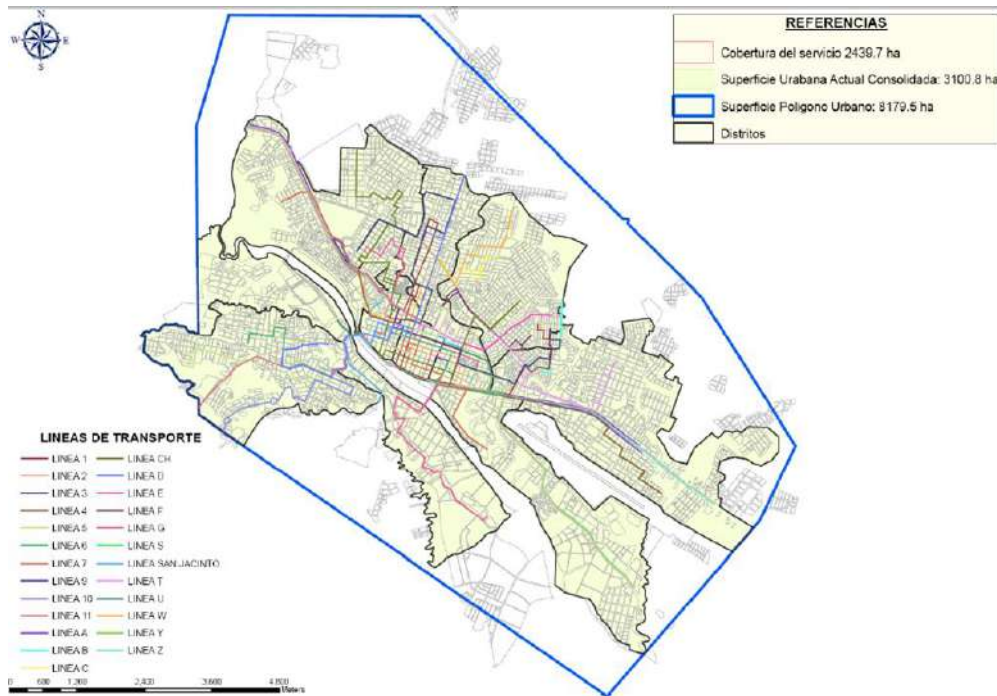 N
W E
S
REFERENCIAS
Cobertura del servicio 2439.7 ha
Superficie Urabana Actual Consolidada: 3100.8 ha
Superficie Poligono Urbano: 8179.5 ha
Distritos
LINEAS DE TRANSPORTE
LINEA 1 LINEA CH
LINEA 2 LINEA D
LINEA 3 LINEA E
LINEA 4 LINEA F
LINEA 5 LINEA G
LINEA 6 LINEA S
LINEA 7 LINEA SAN JACINTO
LINEA 9 LINEA T
LINEA 10 LINEA U
LINEA 11 LINEA W
LINEA A LINEA Y
LINEA B LINEA Z
LINEA C
0 600 1,200 2,400 3,600 4,800
Meters